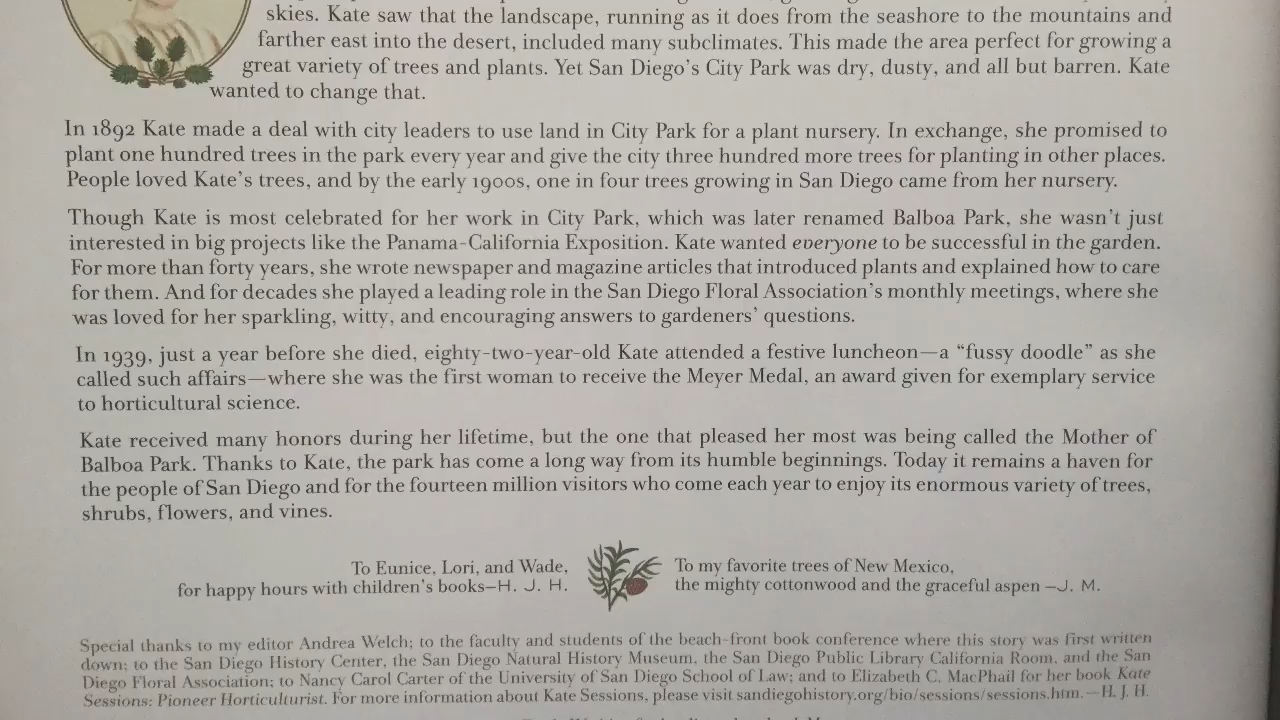 skies. Kate saw that the landscape, running as it does from the seashore to the mountains and
farther east into the desert, included many subclimates. This made the area perfect for growing a
great variety of trees and plants. Yet San Diego's City Park was dry, dusty, and all but barren. Kate
wanted to change that.
In 1892 Kate made a deal with city leaders to use land in City Park for a plant nursery. In exchange, she promised to
plant one hundred trees in the park every year and give the city three hundred more trees for planting in other places.
People loved Kate's trees, and by the early 1900s, one in four trees growing in San Diego came from her nursery.
Though Kate is most celebrated for her work in City Park, which was later renamed Balboa Park, she wasn't just
interested in big projects like the Panama-California Exposition. Kate wanted everyone to be successful in the garden.
For more than forty years, she wrote newspaper and magazine articles that introduced plants and explained how to care
for them. And for decades she played a leading role in the San Diego Floral Association's monthly meetings, where she
was loved for her sparkling, witty, and encouraging answers to gardeners' questions.
In 1939, just a year before she died, eighty-two-year-old Kate attended a festive luncheon—a “fussy doodle” as she
called such affairs—where she was the first woman to receive the Meyer Medal, an award given for exemplary service
to horticultural science.
Kate received many honors during her lifetime, but the one that pleased her most was being called the Mother of
Balboa Park. Thanks to Kate, the park has come a long way from its humble beginnings. Today it remains a haven for
the people of San Diego and for the fourteen million visitors who come each year to enjoy its enormous variety of trees,
shrubs, flowers, and vines.
To Eunice, Lori, and Wade,
for happy hours with children's books—H. J. H.
To my favorite trees of New Mexico,
the mighty cottonwood and the graceful aspen —J. M.
Special thanks to my editor Andrea Welch; to the faculty and students of the beach-front book conference where this story was first written
down; to the San Diego History Center, the San Diego Natural History Museum, the San Diego Public Library California Room, and the San
Diego Floral Association; to Nancy Carol Carter of the University of San Diego School of Law; and to Elizabeth C. MacPhail for her book Kate
Sessions: Pioneer Horticulturist. For more information about Kate Sessions, please visit sandiegohistory.org/bio/sessions/sessions.htm.—H. J. H.